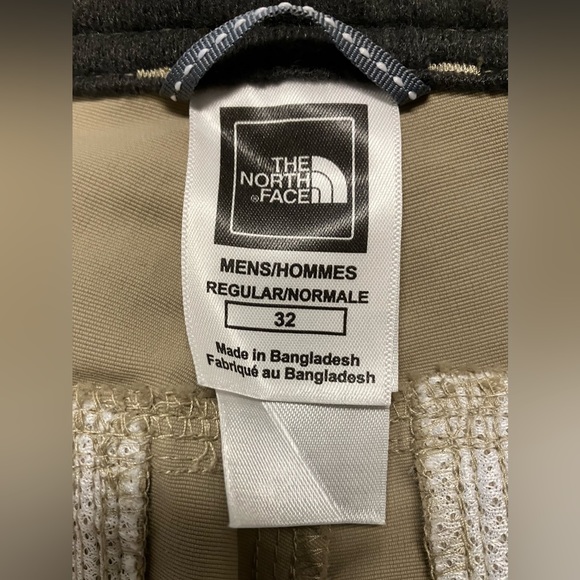 THE
NORTH
FACE®
MENS/HOMMES
REGULAR/NORMALE
32
Made in Bangladesh
Fabriqué au Bangladesh